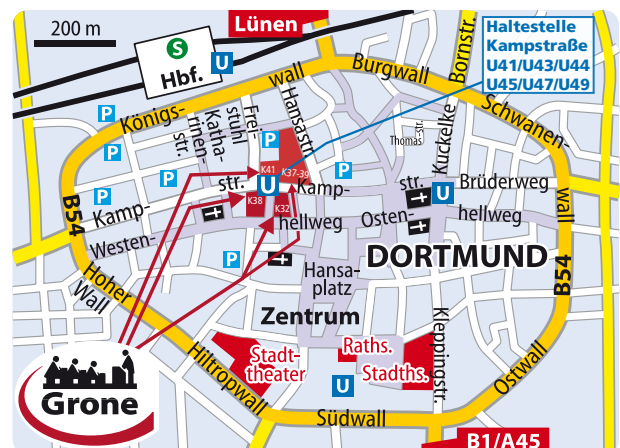 200 m
Lünen
S
Hbf.
U
Haltestelle
Kampstraße
U41/U43/U44
U45/U47/U49
Königs-
wall
Burgwall
Bornstr.
Schwanen-
wall
P
P
P
P
P
P
P
Katha-
rinen-
str.
Frei-
stuhl
Hansastr.
Thomas-
str.
Kuckelke
K41
K37-39
K38
K32
U
Kamp-
str.
Kamp-
str.
U
Brüderweg
Westen-
hellweg
Osten-
hellweg
B54
B54
Hoher
Wall
Hansa-
platz
DORTMUND
Zentrum
Hiltropwall
Stadt-
theater
Raths.
Stadths.
Kleppingstr.
Ostwall
U
Südwall
B1/A45
Grone